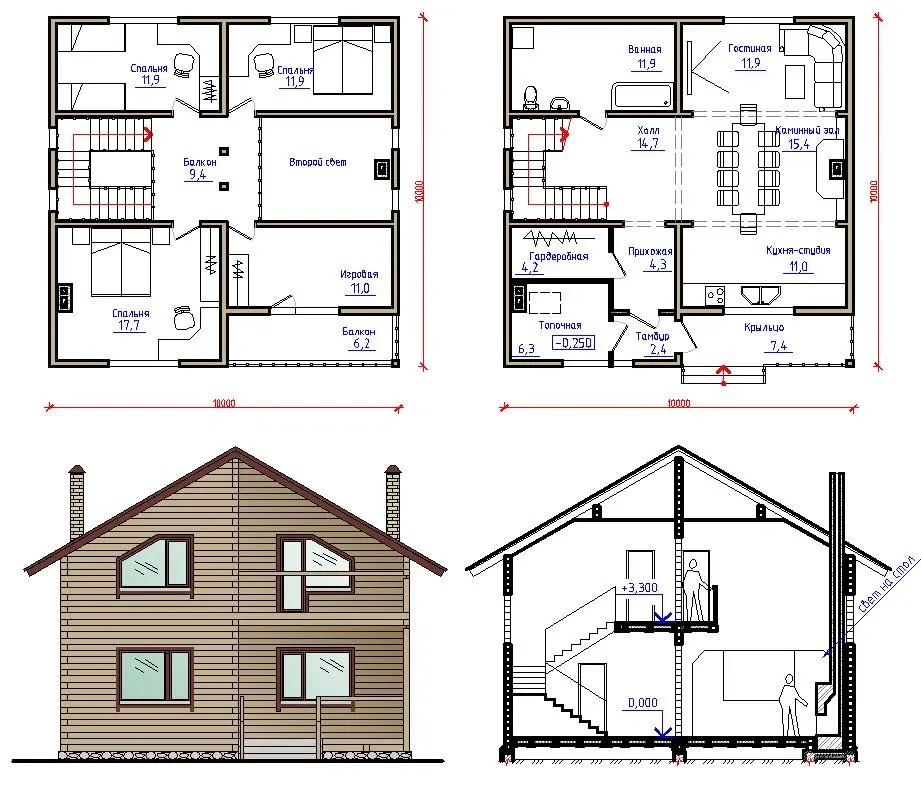 Спальня
11,9
Спальня
11,9
Балкон
9,4
Второй свет
Спальня
17,7
Игровая
11,0
Балкон
6,2
10000
10000
Ванная
11,9
Гостиная
11,9
Холл
14,7
Каминный зал
15,4
Гардеробная
4,2
Прихожая
4,3
Кухня-студия
11,0
Топочная
6,3
-0,250
Тамбур
2,4
Крыльцо
7,4
10000
10000
+3,300
0,000
свет на стол